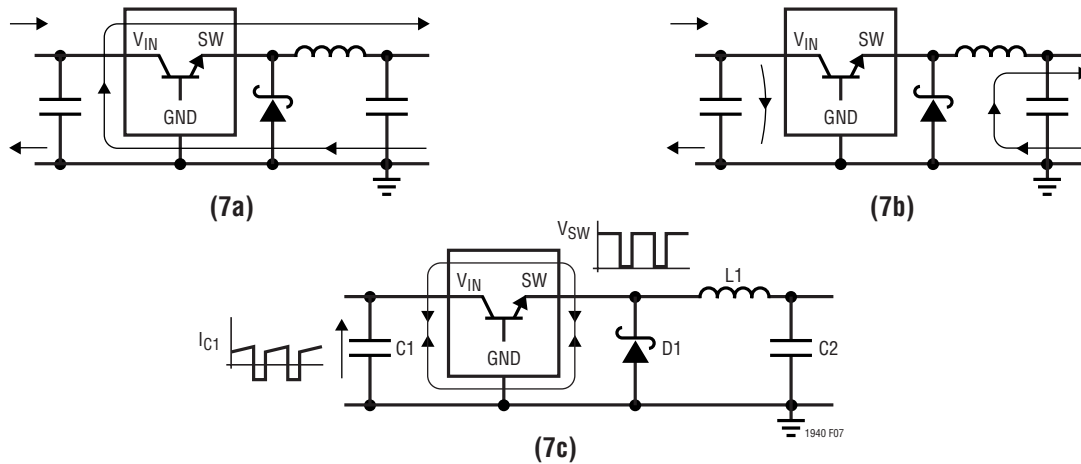 VIN SW
GND
(7a)
VIN SW
GND
(7b)
VSW
IC1
C1
VIN SW
GND
D1
L1
C2
1940 F07
(7c)